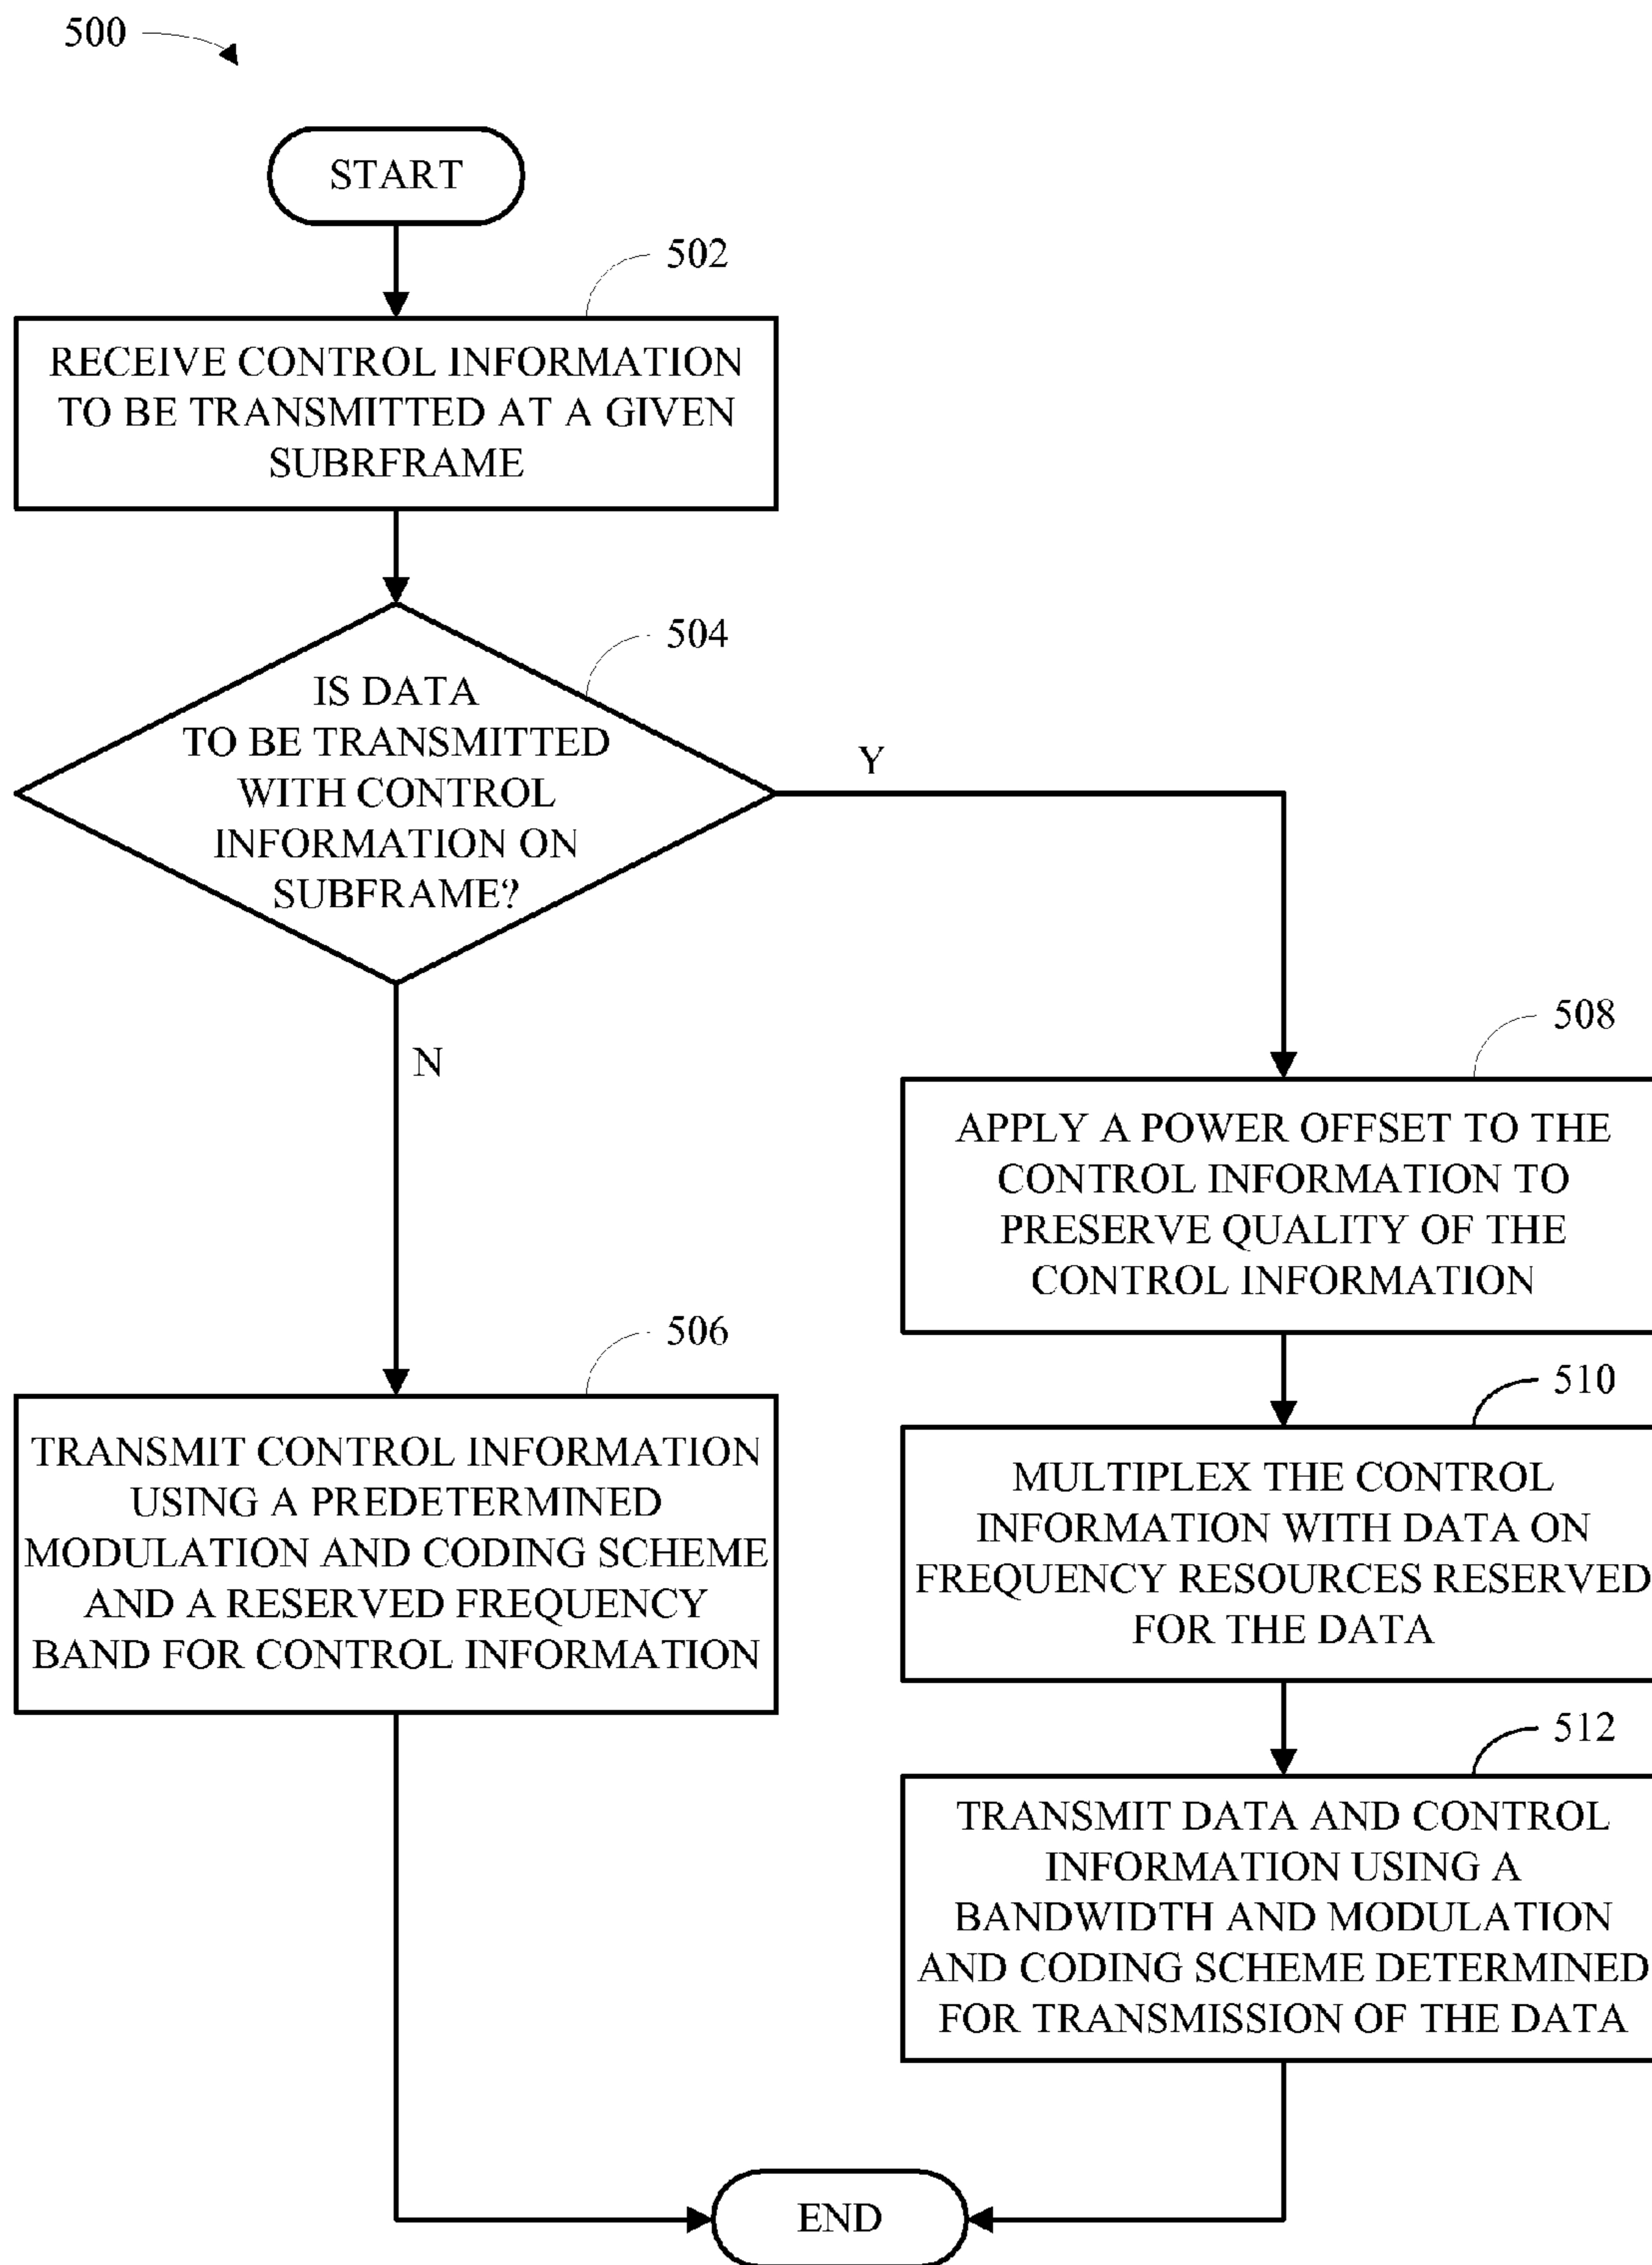 500
START
502
RECEIVE CONTROL INFORMATION
TO BE TRANSMITTED AT A GIVEN
SUBRFRAME
504
IS DATA
TO BE TRANSMITTED
WITH CONTROL
INFORMATION ON
SUBFRAME?
Y
N
506
TRANSMIT CONTROL INFORMATION
USING A PREDETERMINED
MODULATION AND CODING SCHEME
AND A RESERVED FREQUENCY
BAND FOR CONTROL INFORMATION
508
APPLY A POWER OFFSET TO THE
CONTROL INFORMATION TO
PRESERVE QUALITY OF THE
CONTROL INFORMATION
510
MULTIPLEX THE CONTROL
INFORMATION WITH DATA ON
FREQUENCY RESOURCES RESERVED
FOR THE DATA
512
TRANSMIT DATA AND CONTROL
INFORMATION USING A
BANDWIDTH AND MODULATION
AND CODING SCHEME DETERMINED
FOR TRANSMISSION OF THE DATA
END